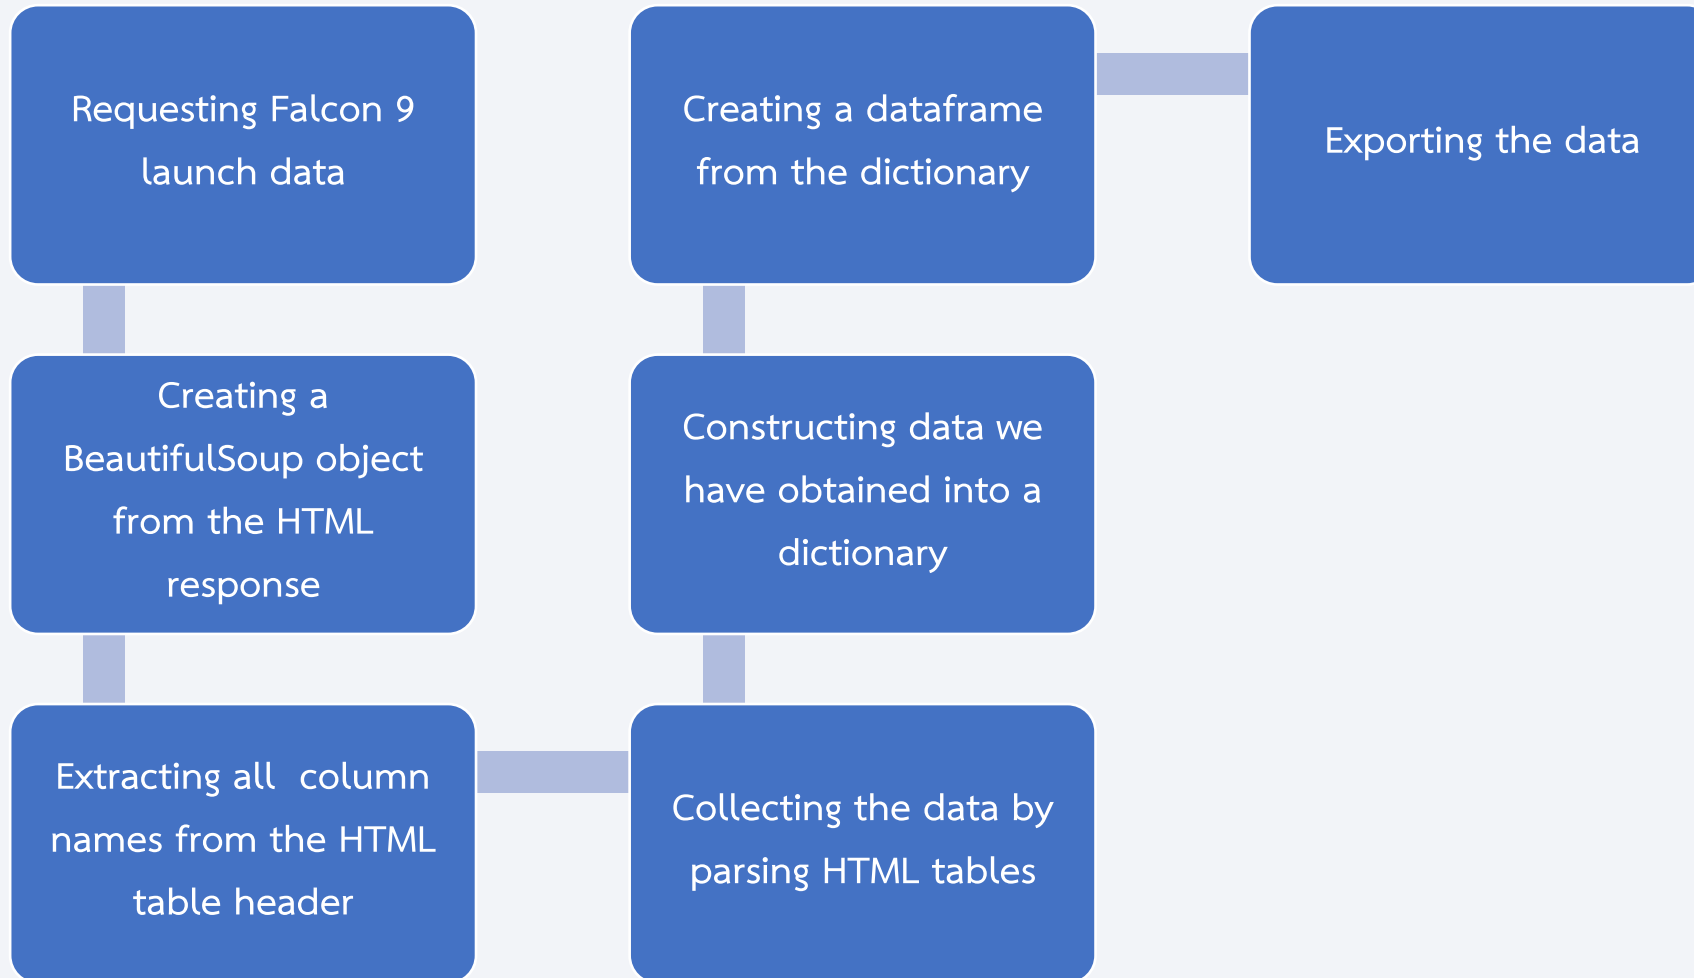 Requesting Falcon 9
launch data
Creating a
BeautifulSoup object
from the HTML
response
Extracting all  column
names from the HTML
table header
Collecting the data by
parsing HTML tables
Constructing data we
have obtained into a
dictionary
Creating a dataframe
from the dictionary
Exporting the data